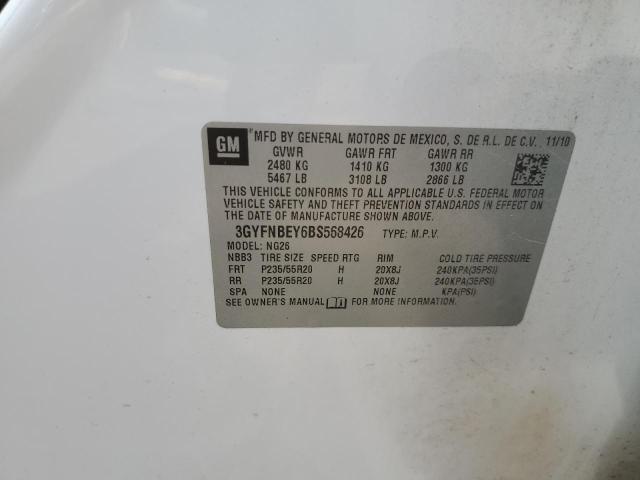 GM
MFD BY GENERAL MOTORS DE MEXICO, S. DE R.L. DE C.V. 11/10
GVWR GAWR FRT GAWR RR
2480 KG 1410 KG 1300 KG
5467 LB 3108 LB 2866 LB
THIS VEHICLE CONFORMS TO ALL APPLICABLE U.S. FEDERAL MOTOR
VEHICLE SAFETY AND THEFT PREVENTION STANDARDS IN EFFECT ON
THE DATE OF MANUFACTURE SHOWN ABOVE.
3GYFNBEY6BS568426 TYPE: M.P.V.
MODEL: NG26
NBB3 TIRE SIZE SPEED RTG RIM COLD TIRE PRESSURE
FRT P235/55R20 H 20X8J 240KPA(35PSI)
RR P235/55R20 H 20X8J 240KPA(35PSI)
SPA NONE NONE KPA(PSI)
SEE OWNER'S MANUAL FOR MORE INFORMATION.